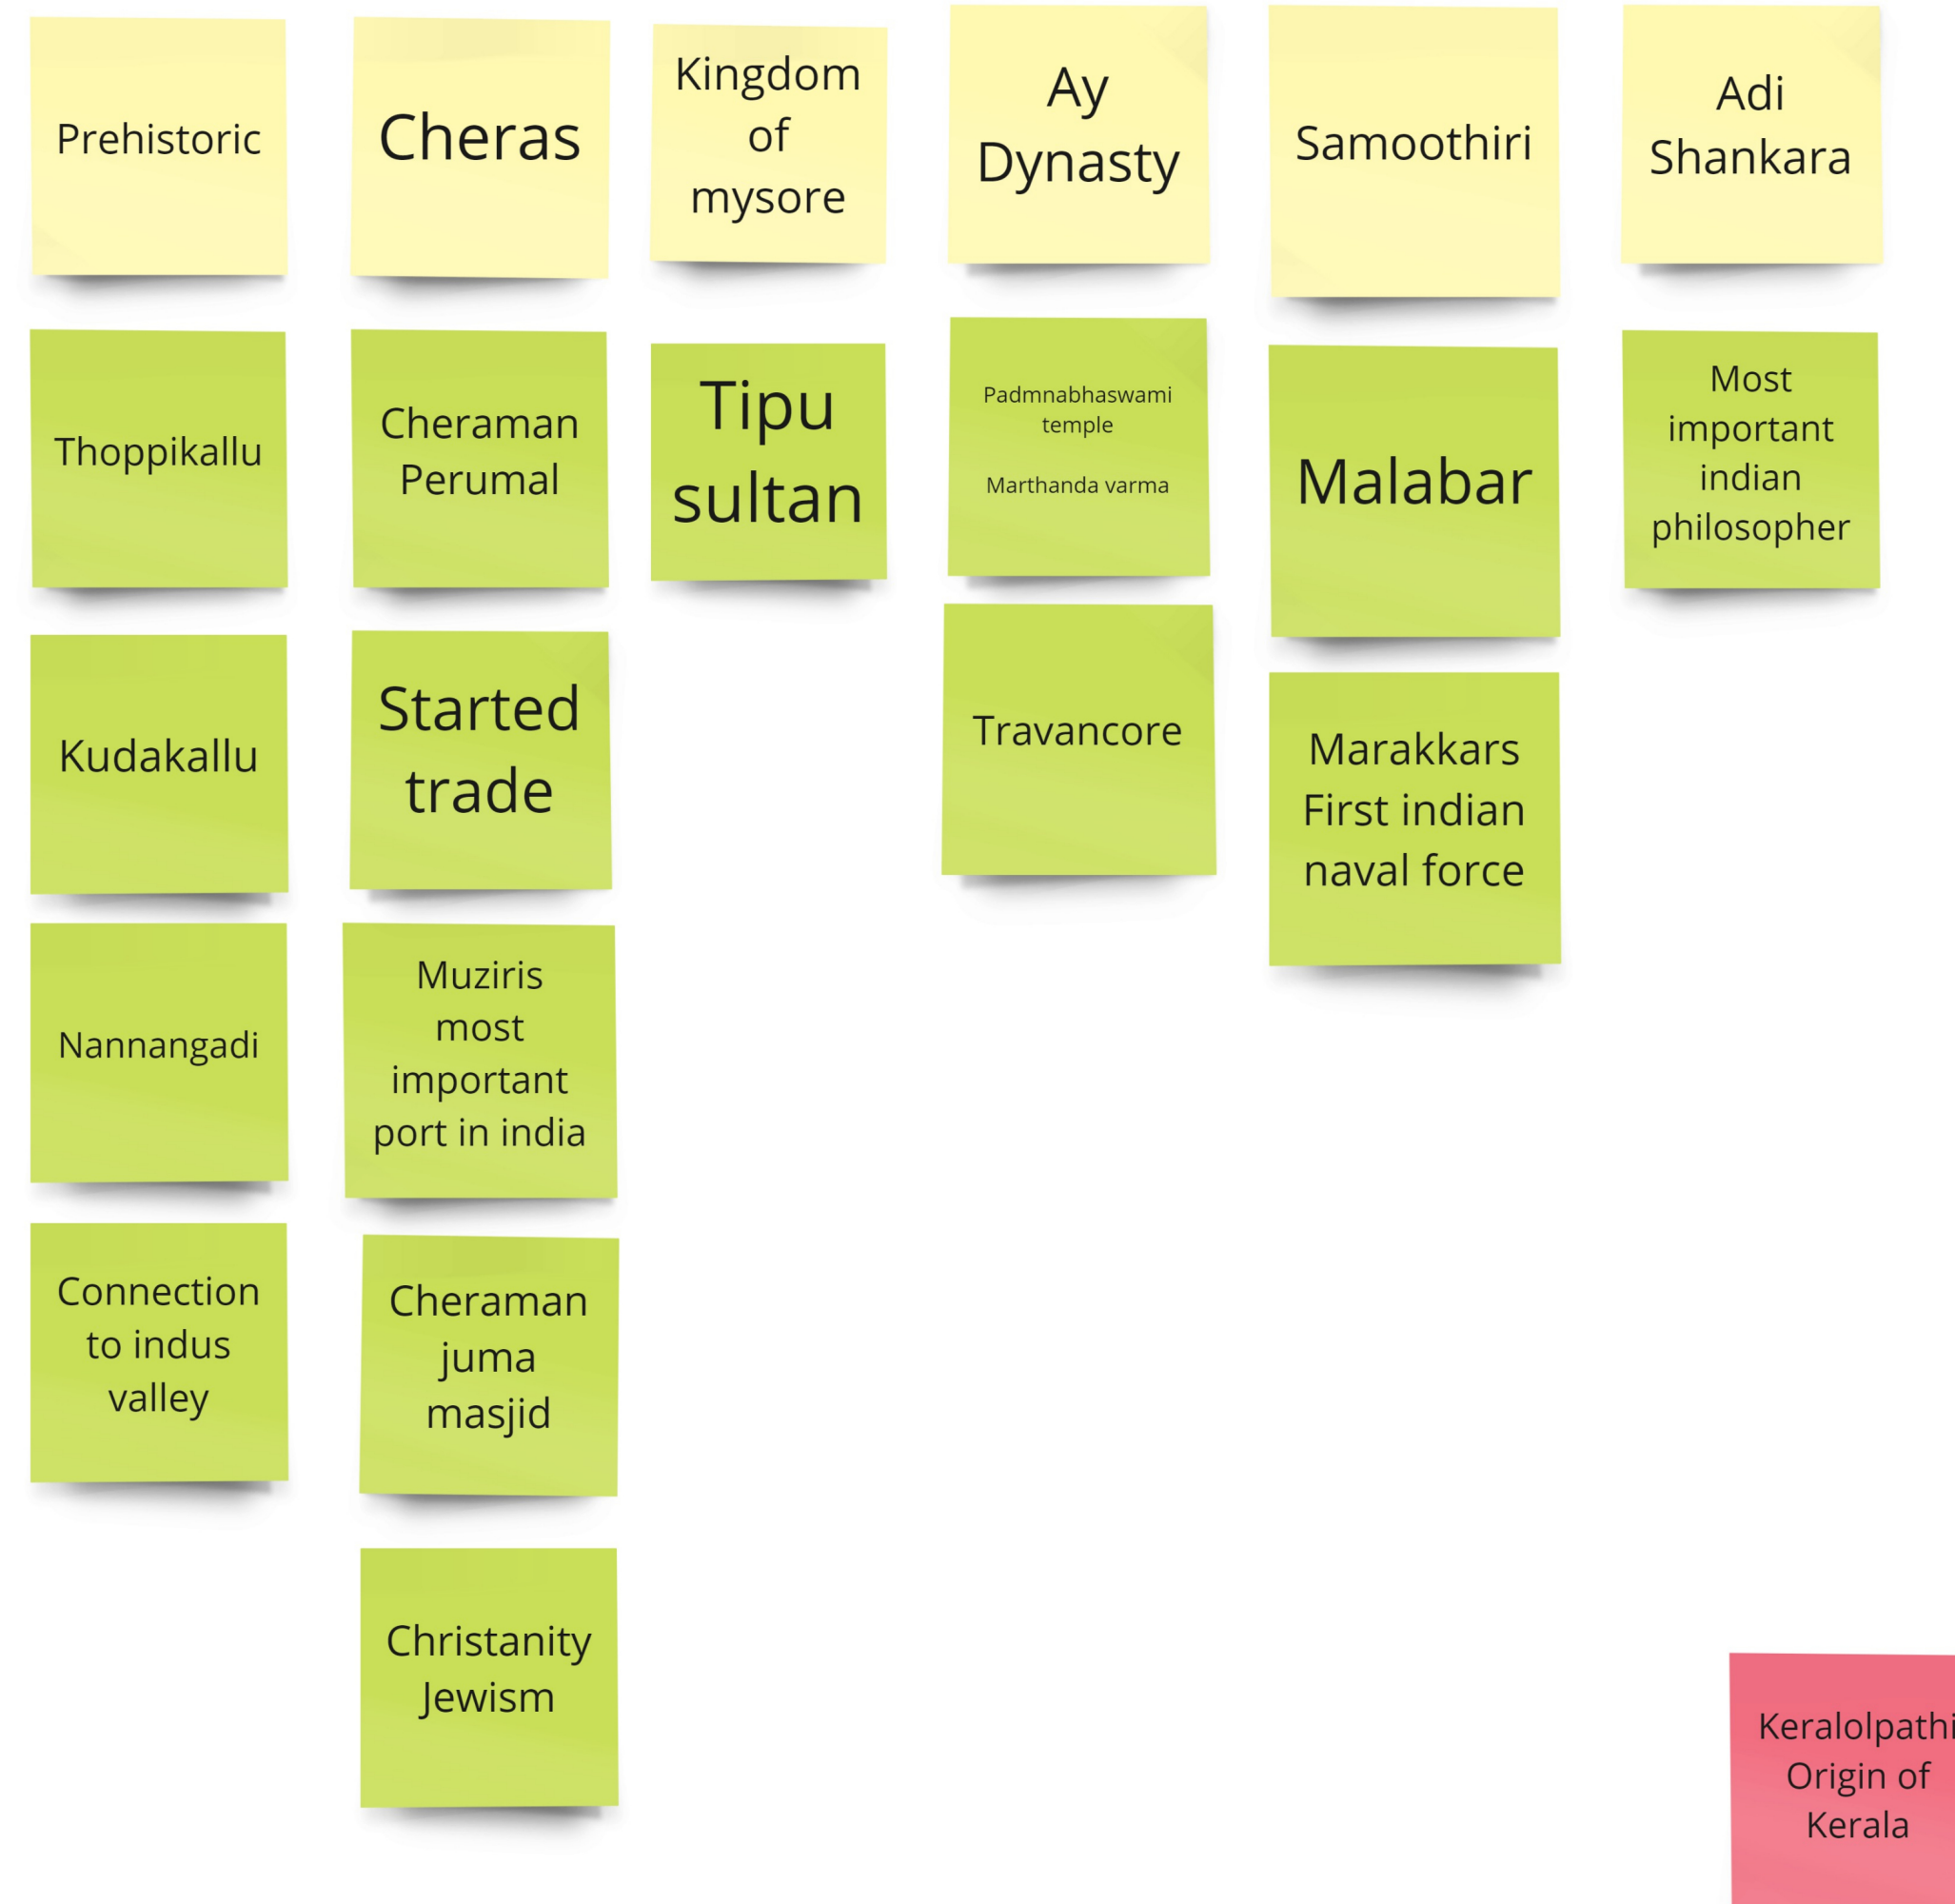 Prehistoric
Thoppikallu
Kudakallu
Nannangadi
Connection
to indus
valley
Cheras
Cheraman
Perumal
Started
trade
Muziris
most
important
port in india
Cheraman
juma
masjid
Christanity
Jewism
Kingdom
of
mysore
Tipu
sultan
Ay
Dynasty
Padmnabhaswami
temple
Marthanda varma
Travancore
Samoothiri
Malabar
Marakkars
First indian
naval force
Adi
Shankara
Most
important
indian
philosopher
Keralolpathi
Origin of
Kerala